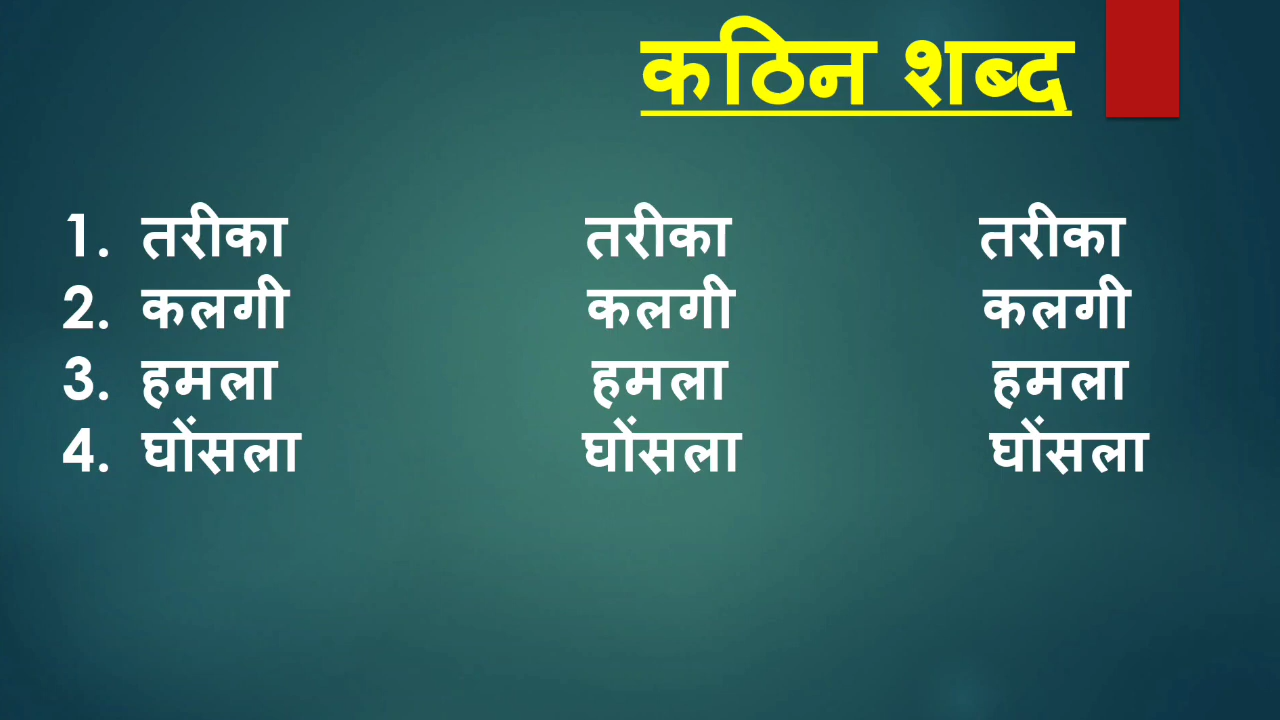 कठिन शब्द
1. तरीका तरीका तरीका
2. कलगी कलगी कलगी
3. हमला हमला हमला
4. घोंसला घोंसला घोंसला